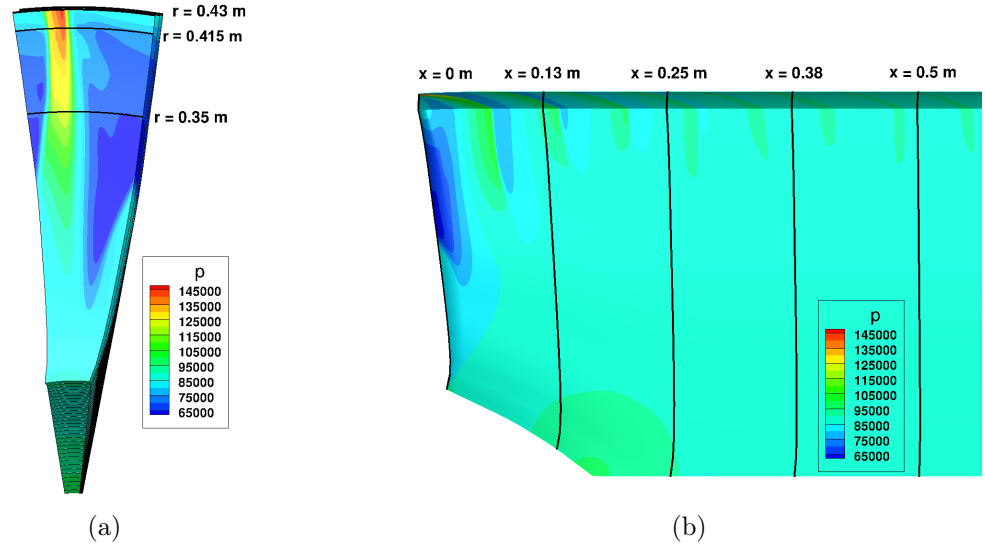 r = 0.43 m
r = 0.415 m
r = 0.35 m
p
145000
135000
125000
115000
105000
95000
85000
75000
65000
(a)
x = 0 m
x = 0.13 m
x = 0.25 m
x = 0.38
x = 0.5 m
p
145000
135000
125000
115000
105000
95000
85000
75000
65000
(b)